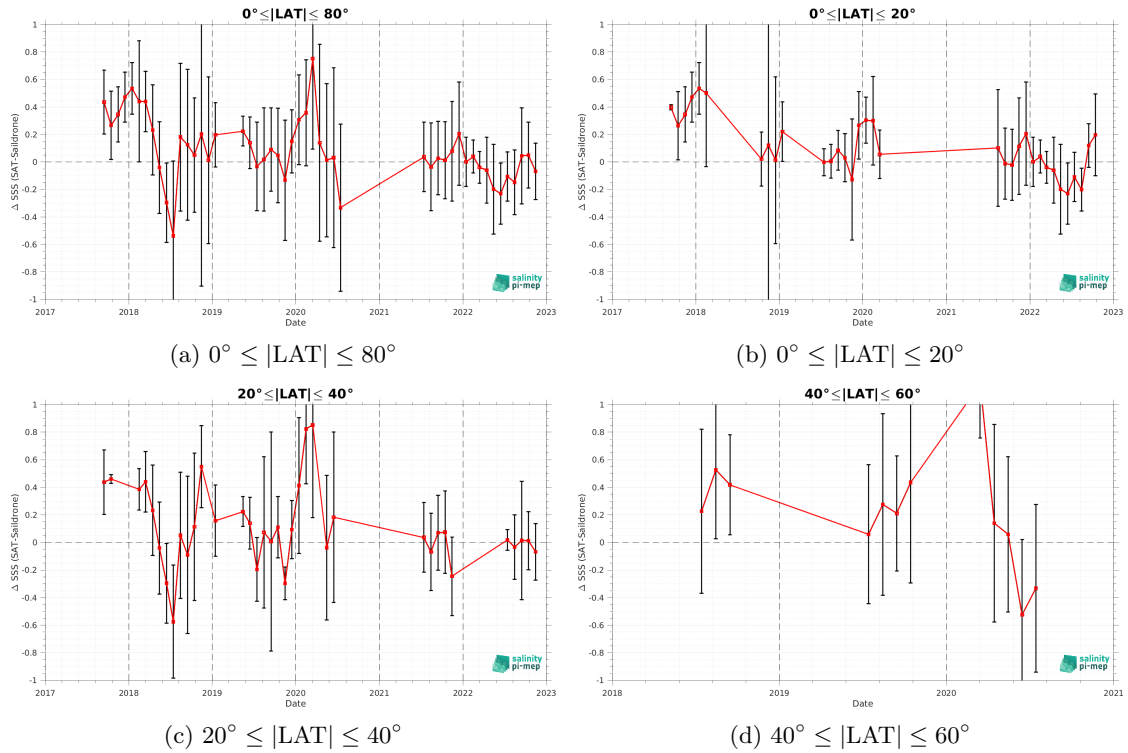 0°≤|LAT|≤ 80°
Δ SSS (SAT-Saildrone)
1
0.8
0.6
0.4
0.2
0
-0.2
-0.4
-0.6
-0.8
-1
salinity
pi-mep
2017 2018 2019 2020 2021 2022 2023
Date
(a) 0° ≤ |LAT| ≤ 80°
0°≤|LAT|≤ 20°
Δ SSS (SAT-Saildrone)
1
0.8
0.6
0.4
0.2
0
-0.2
-0.4
-0.6
-0.8
-1
salinity
pi-mep
2017 2018 2019 2020 2021 2022 2023
Date
(b) 0° ≤ |LAT| ≤ 20°
20°≤|LAT|≤ 40°
Δ SSS (SAT-Saildrone)
1
0.8
0.6
0.4
0.2
0
-0.2
-0.4
-0.6
-0.8
-1
salinity
pi-mep
2017 2018 2019 2020 2021 2022 2023
Date
(c) 20° ≤ |LAT| ≤ 40°
40°≤|LAT|≤ 60°
Δ SSS (SAT-Saildrone)
1
0.8
0.6
0.4
0.2
0
-0.2
-0.4
-0.6
-0.8
-1
salinity
pi-mep
2018 2019 2020 2021
Date
(d) 40° ≤ |LAT| ≤ 60°